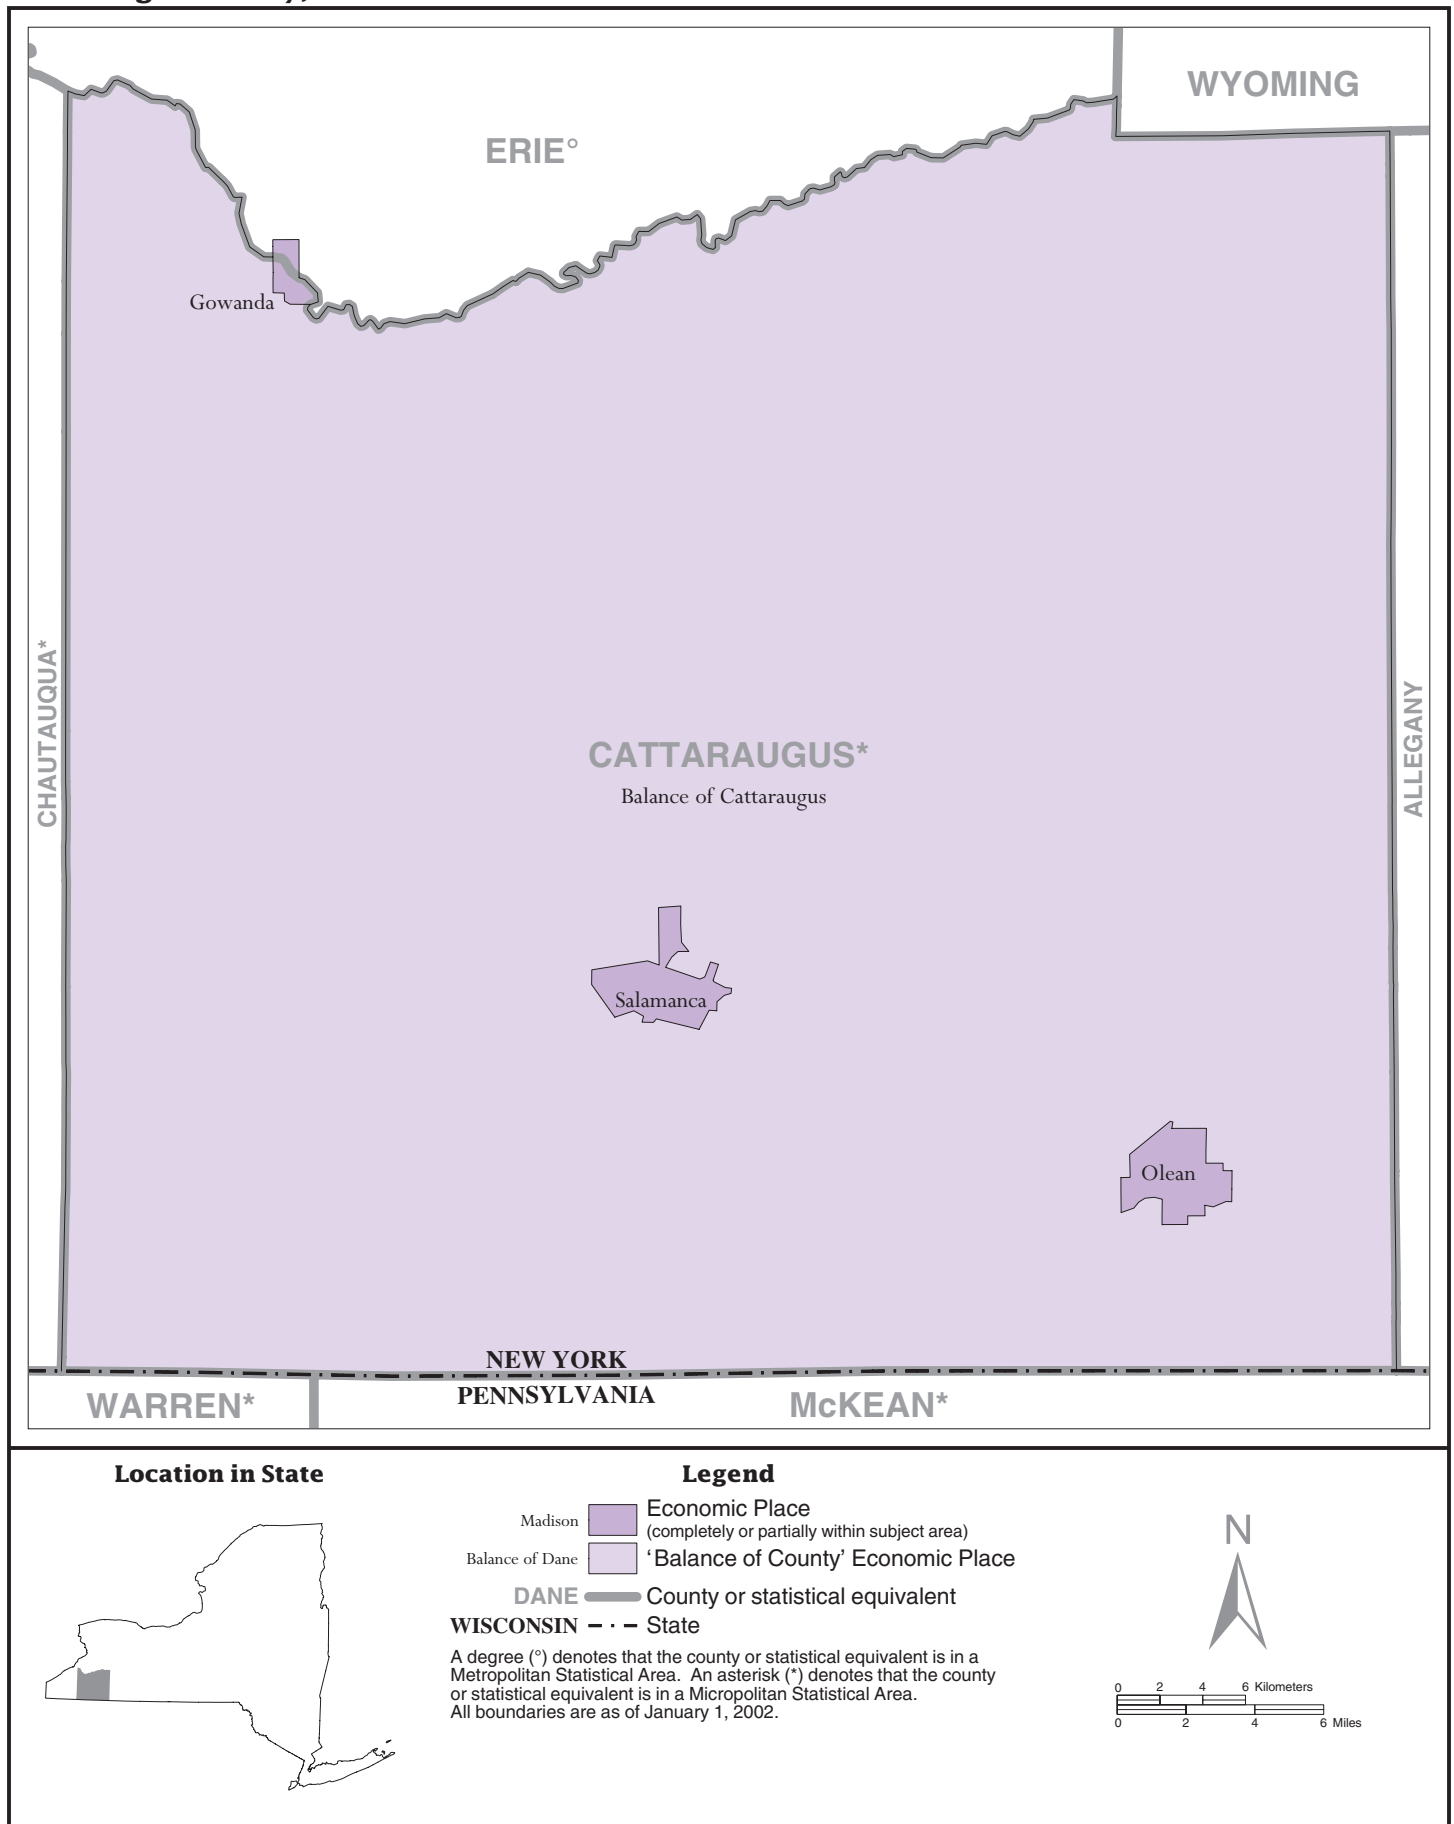 WYOMING
ERIE°
Gowanda
CHAUTAUQUA*
CATTARAUGUS*
Balance of Cattaraugus
ALLEGANY
Salamanca
Olean
NEW YORK
PENNSYLVANIA
WARREN*
McKEAN*
Location in State
Legend
Madison
Economic Place
(completely or partially within subject area)
Balance of Dane
‘Balance of County’ Economic Place
DANE
County or statistical equivalent
WISCONSIN
State
A degree (°) denotes that the county or statistical equivalent is in a
Metropolitan Statistical Area. An asterisk (*) denotes that the county
or statistical equivalent is in a Micropolitan Statistical Area.
All boundaries are as of January 1, 2002.
N
0 2 4 6 Kilometers
0 2 4 6 Miles